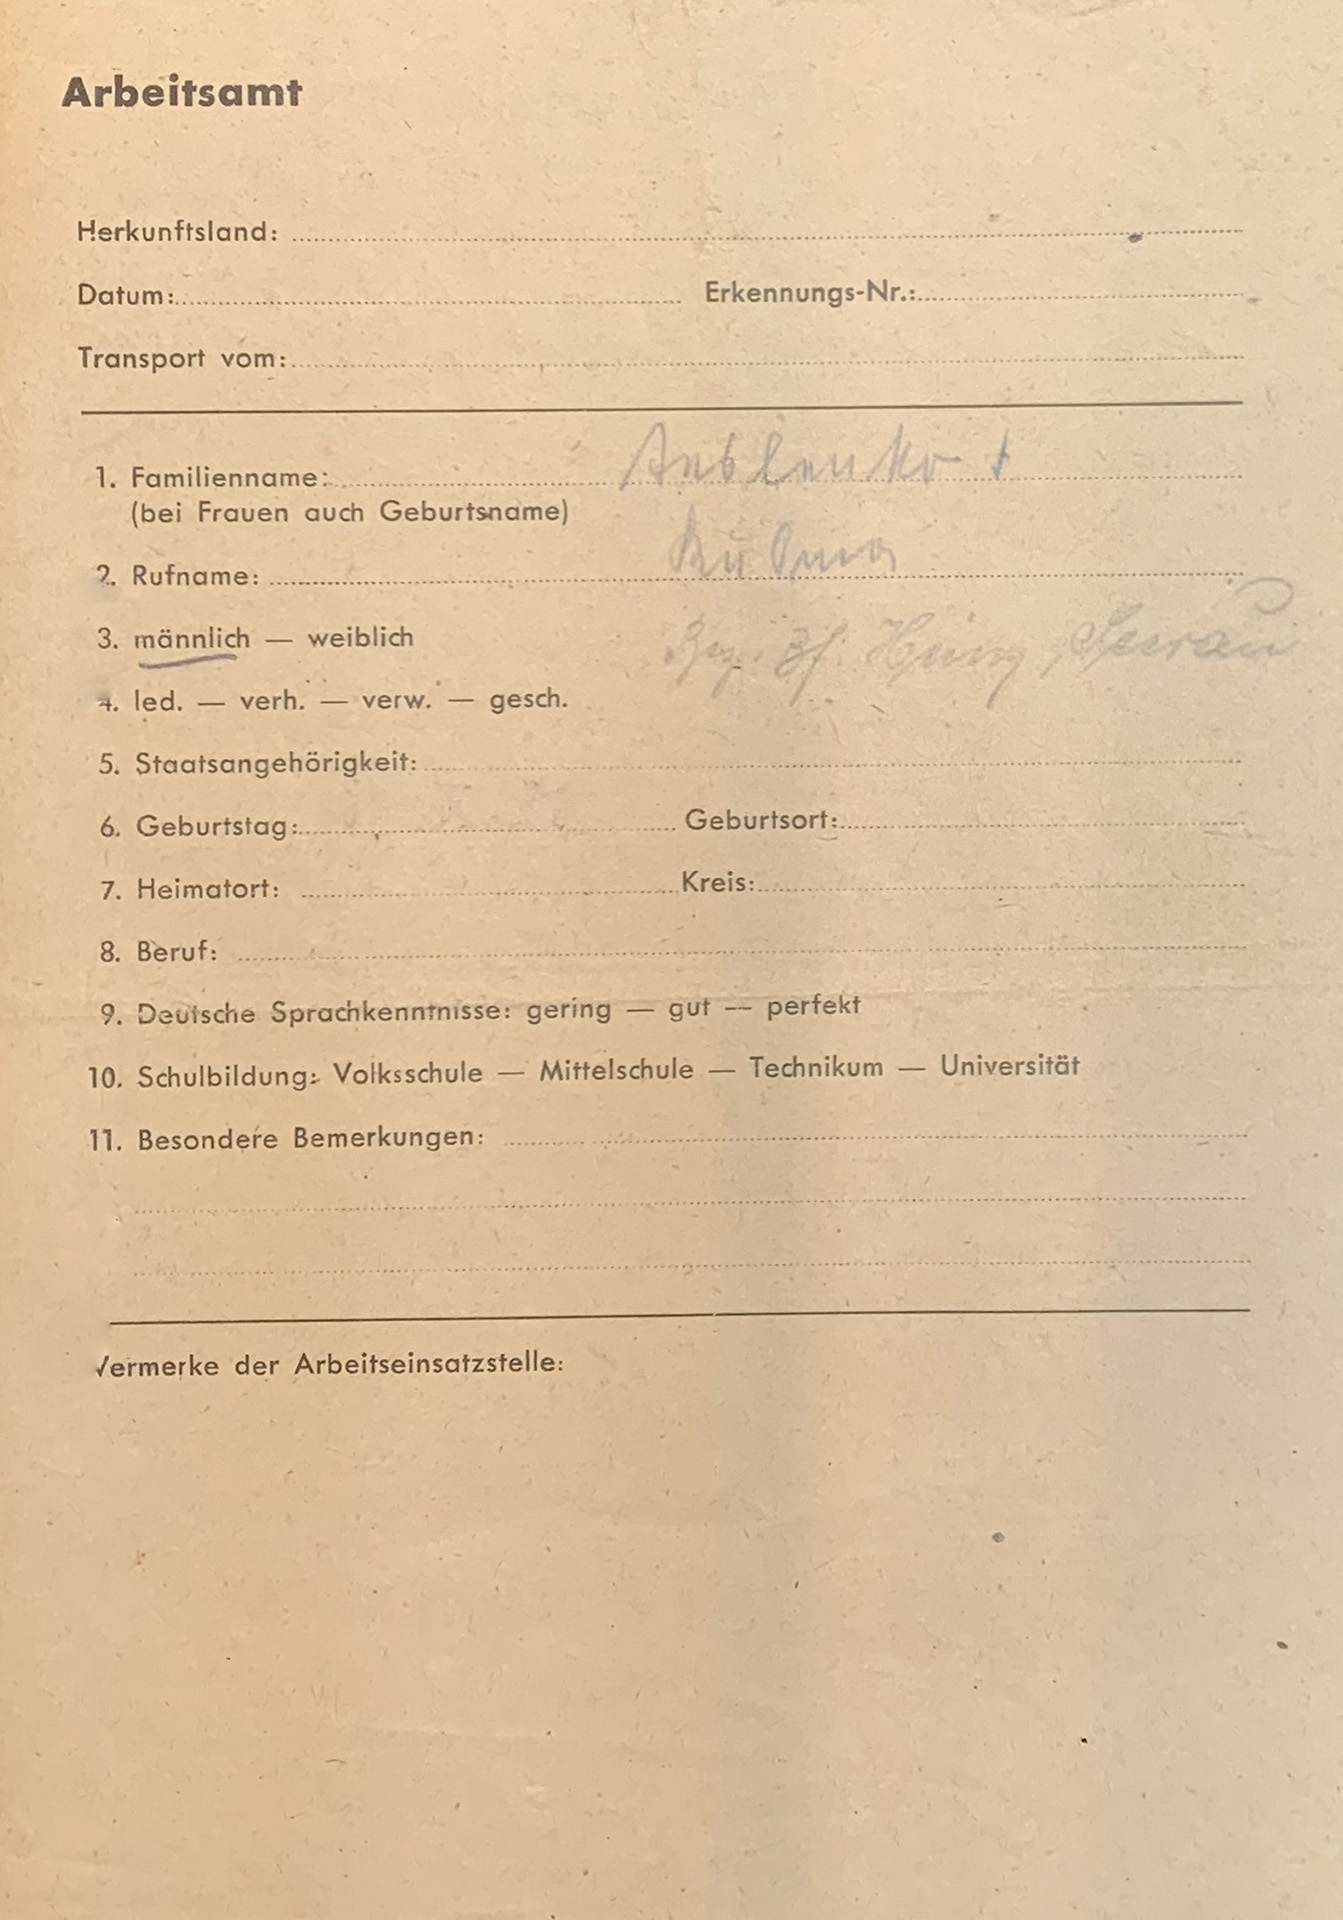 Arbeitsamt
Herkunftsland:
Datum: Erkennungs-Nr.:
Transport vom:
1. Familienname:
(bei Frauen auch Geburtsname)
2. Rufname:
3. männlich — weiblich
4. led. — verh. — verw. — gesch.
5. Staatsangehörigkeit:
6. Geburtstag: Geburtsort:
7. Heimatort: Kreis:
8. Beruf:
9. Deutsche Sprachkenntnisse: gering — gut — perfekt
10. Schulbildung: Volksschule — Mittelschule — Technikum — Universität
11. Besondere Bemerkungen:
Vermerke der Arbeitseinsatzstelle: